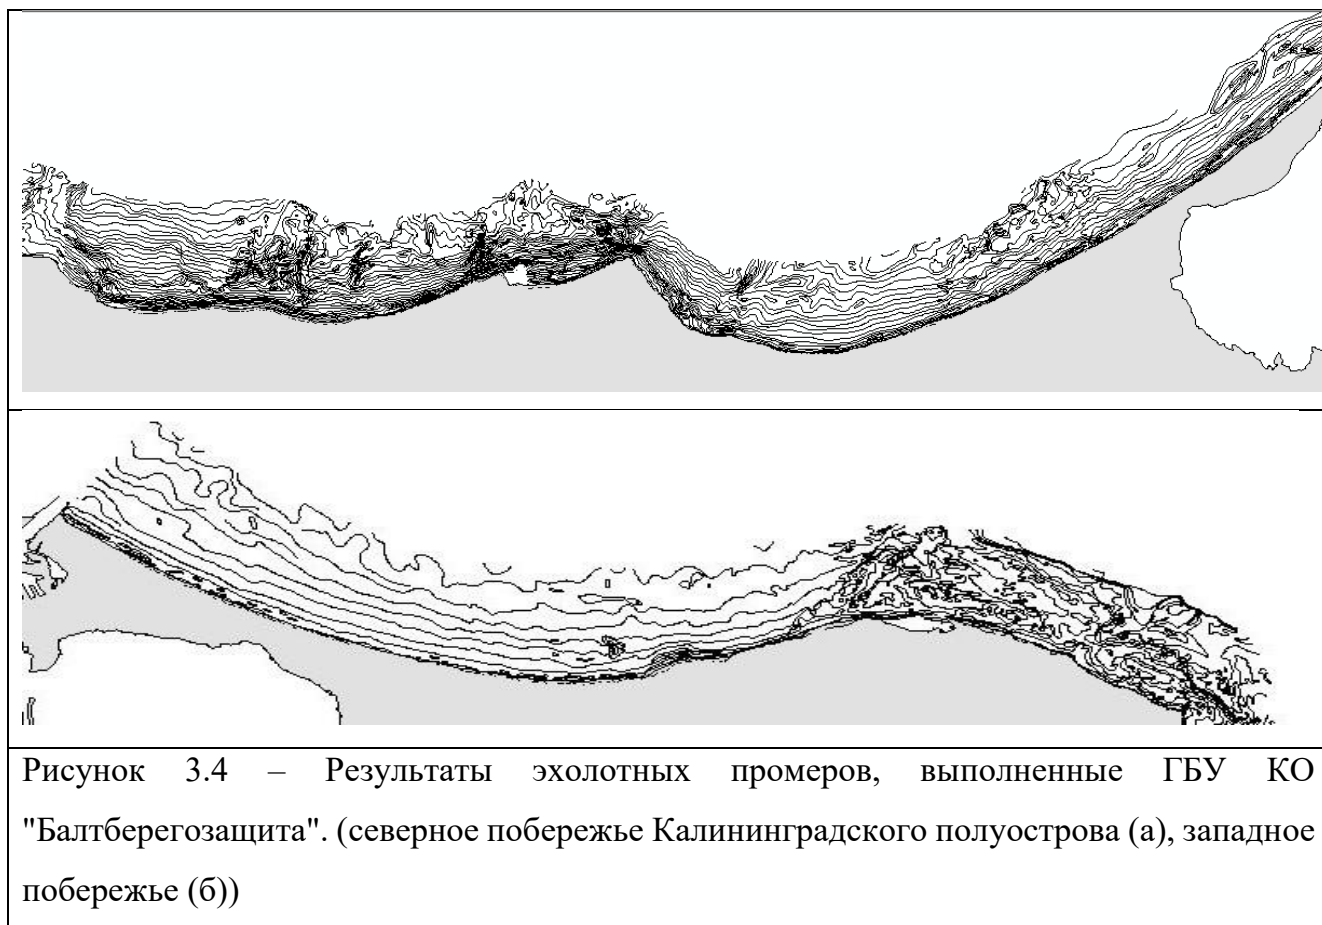 Рисунок 3.4 – Результаты эхолотных промеров, выполненные ГБУ КО
"Балтберегозащита". (северное побережье Калининградского полуострова (а), западное
побережье (б))